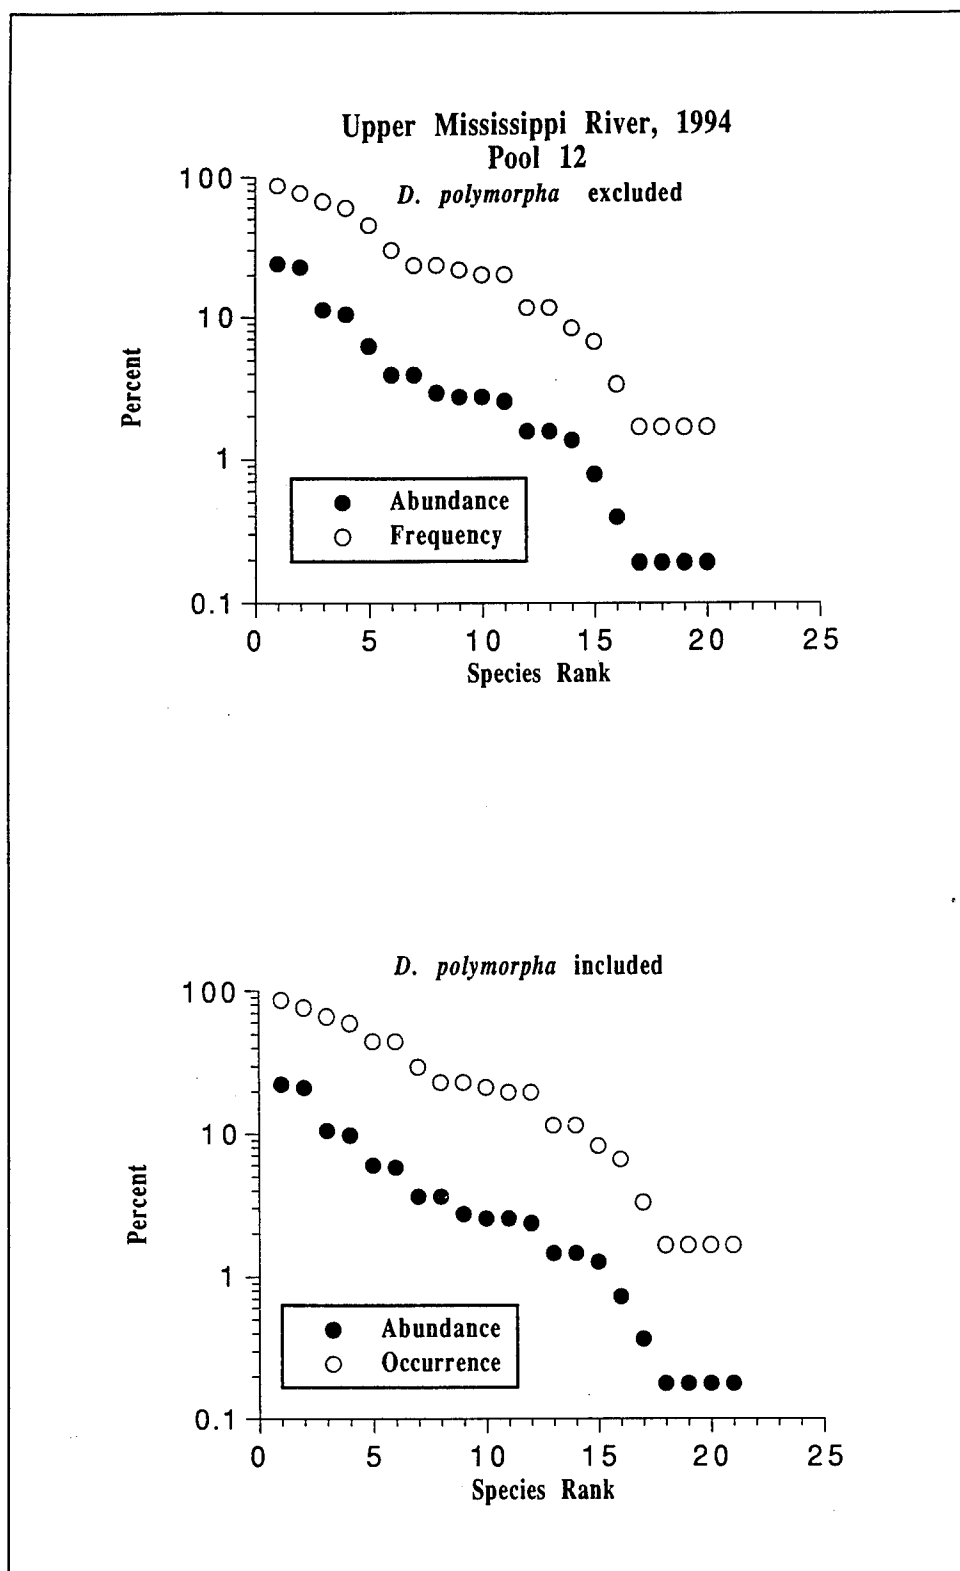 Upper Mississippi River, 1994
Pool 12
D. polymorpha excluded
100
10
1
0.1
Percent
Abundance
Frequency
0 5 10 15 20 25
Species Rank
D. polymorpha included
100
10
1
0.1
Percent
Abundance
Occurrence
0 5 10 15 20 25
Species Rank